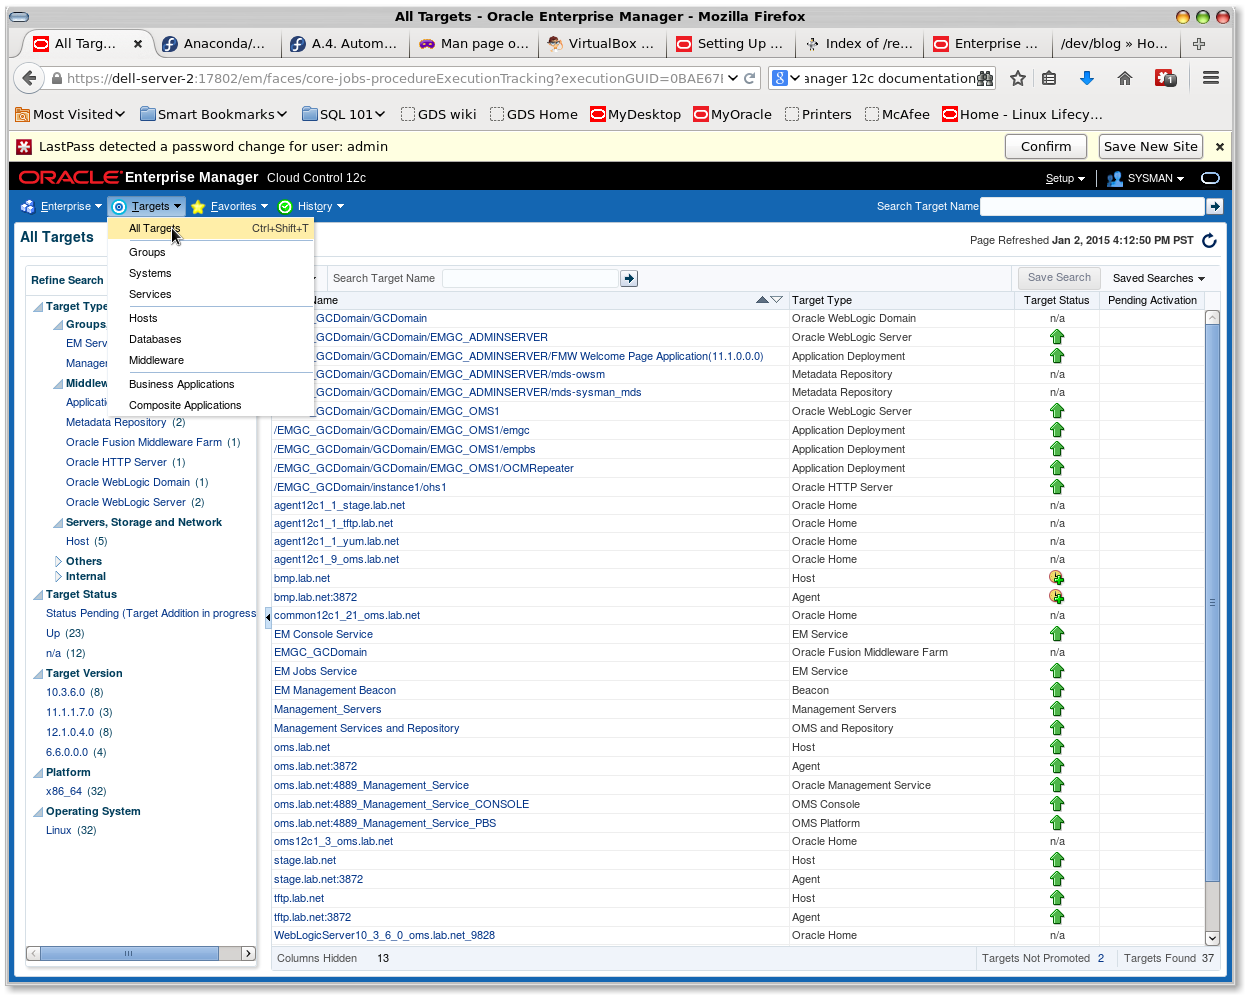 All Targets - Oracle Enterprise Manager - Mozilla Firefox
All Targ... Anaconda/... A.4. Autom... Man page o... VirtualBox ... Setting Up ... Index of /re... Enterprise ... /dev/blog » Ho...
https://dell-server-2:17802/em/faces/core-jobs-procedureExecutionTracking?executionGUID=0BAE67 anager 12c documentation
Most Visited Smart Bookmarks SQL 101 GDS wiki GDS Home MyDesktop MyOracle Printers McAfee Home - Linux Lifecy...
LastPass detected a password change for user: admin Confirm Save New Site
ORACLE Enterprise Manager Cloud Control 12c Setup SYSMAN
Enterprise Targets Favorites History Search Target Name
All Targets Page Refreshed Jan 2, 2015 4:12:50 PM PST
All Targets Ctrl+Shift+T
Groups
Systems
Services
Hosts
Databases
Middleware
Business Applications
Composite Applications
Refine Search
Target Type
Groups,
EM Serv
Manager
Middlew
Applicati
Metadata Repository (2)
Oracle Fusion Middleware Farm (1)
Oracle HTTP Server (1)
Oracle WebLogic Domain (1)
Oracle WebLogic Server (2)
Servers, Storage and Network
Host (5)
Others
Internal
Target Status
Status Pending (Target Addition in progress
Up (23)
n/a (12)
Target Version
10.3.6.0 (8)
11.1.1.7.0 (3)
12.1.0.4.0 (8)
6.6.0.0.0 (4)
Platform
x86_64 (32)
Operating System
Linux (32)
Search Target Name Save Search Saved Searches
Name Target Type Target Status Pending Activation
_GCDomain/GCDomain Oracle WebLogic Domain n/a
_GCDomain/GCDomain/EMGC_ADMINSERVER Oracle WebLogic Server
_GCDomain/GCDomain/EMGC_ADMINSERVER/FMW Welcome Page Application(11.1.0.0.0) Application Deployment
_GCDomain/GCDomain/EMGC_ADMINSERVER/mds-owsm Metadata Repository n/a
_GCDomain/GCDomain/EMGC_ADMINSERVER/mds-sysman_mds Metadata Repository n/a
_GCDomain/GCDomain/EMGC_OMS1 Oracle WebLogic Server
/EMGC_GCDomain/GCDomain/EMGC_OMS1/emgc Application Deployment
/EMGC_GCDomain/GCDomain/EMGC_OMS1/empbs Application Deployment
/EMGC_GCDomain/GCDomain/EMGC_OMS1/OCMRepeater Application Deployment
/EMGC_GCDomain/instance1/ohs1 Oracle HTTP Server
agent12c1_1_stage.lab.net Oracle Home n/a
agent12c1_1_tftp.lab.net Oracle Home n/a
agent12c1_1_yum.lab.net Oracle Home n/a
agent12c1_9_oms.lab.net Oracle Home n/a
bmp.lab.net Host
bmp.lab.net:3872 Agent
common12c1_21_oms.lab.net Oracle Home n/a
EM Console Service EM Service
EMGC_GCDomain Oracle Fusion Middleware Farm n/a
EM Jobs Service EM Service
EM Management Beacon Beacon
Management_Servers Management Servers
Management Services and Repository OMS and Repository
oms.lab.net Host
oms.lab.net:3872 Agent
oms.lab.net:4889_Management_Service Oracle Management Service
oms.lab.net:4889_Management_Service_CONSOLE OMS Console
oms.lab.net:4889_Management_Service_PBS OMS Platform
oms12c1_3_oms.lab.net Oracle Home n/a
stage.lab.net Host
stage.lab.net:3872 Agent
tftp.lab.net Host
tftp.lab.net:3872 Agent
WebLogicServer10_3_6_0_oms.lab.net_9828 Oracle Home n/a
Columns Hidden 13 Targets Not Promoted 2 Targets Found 37